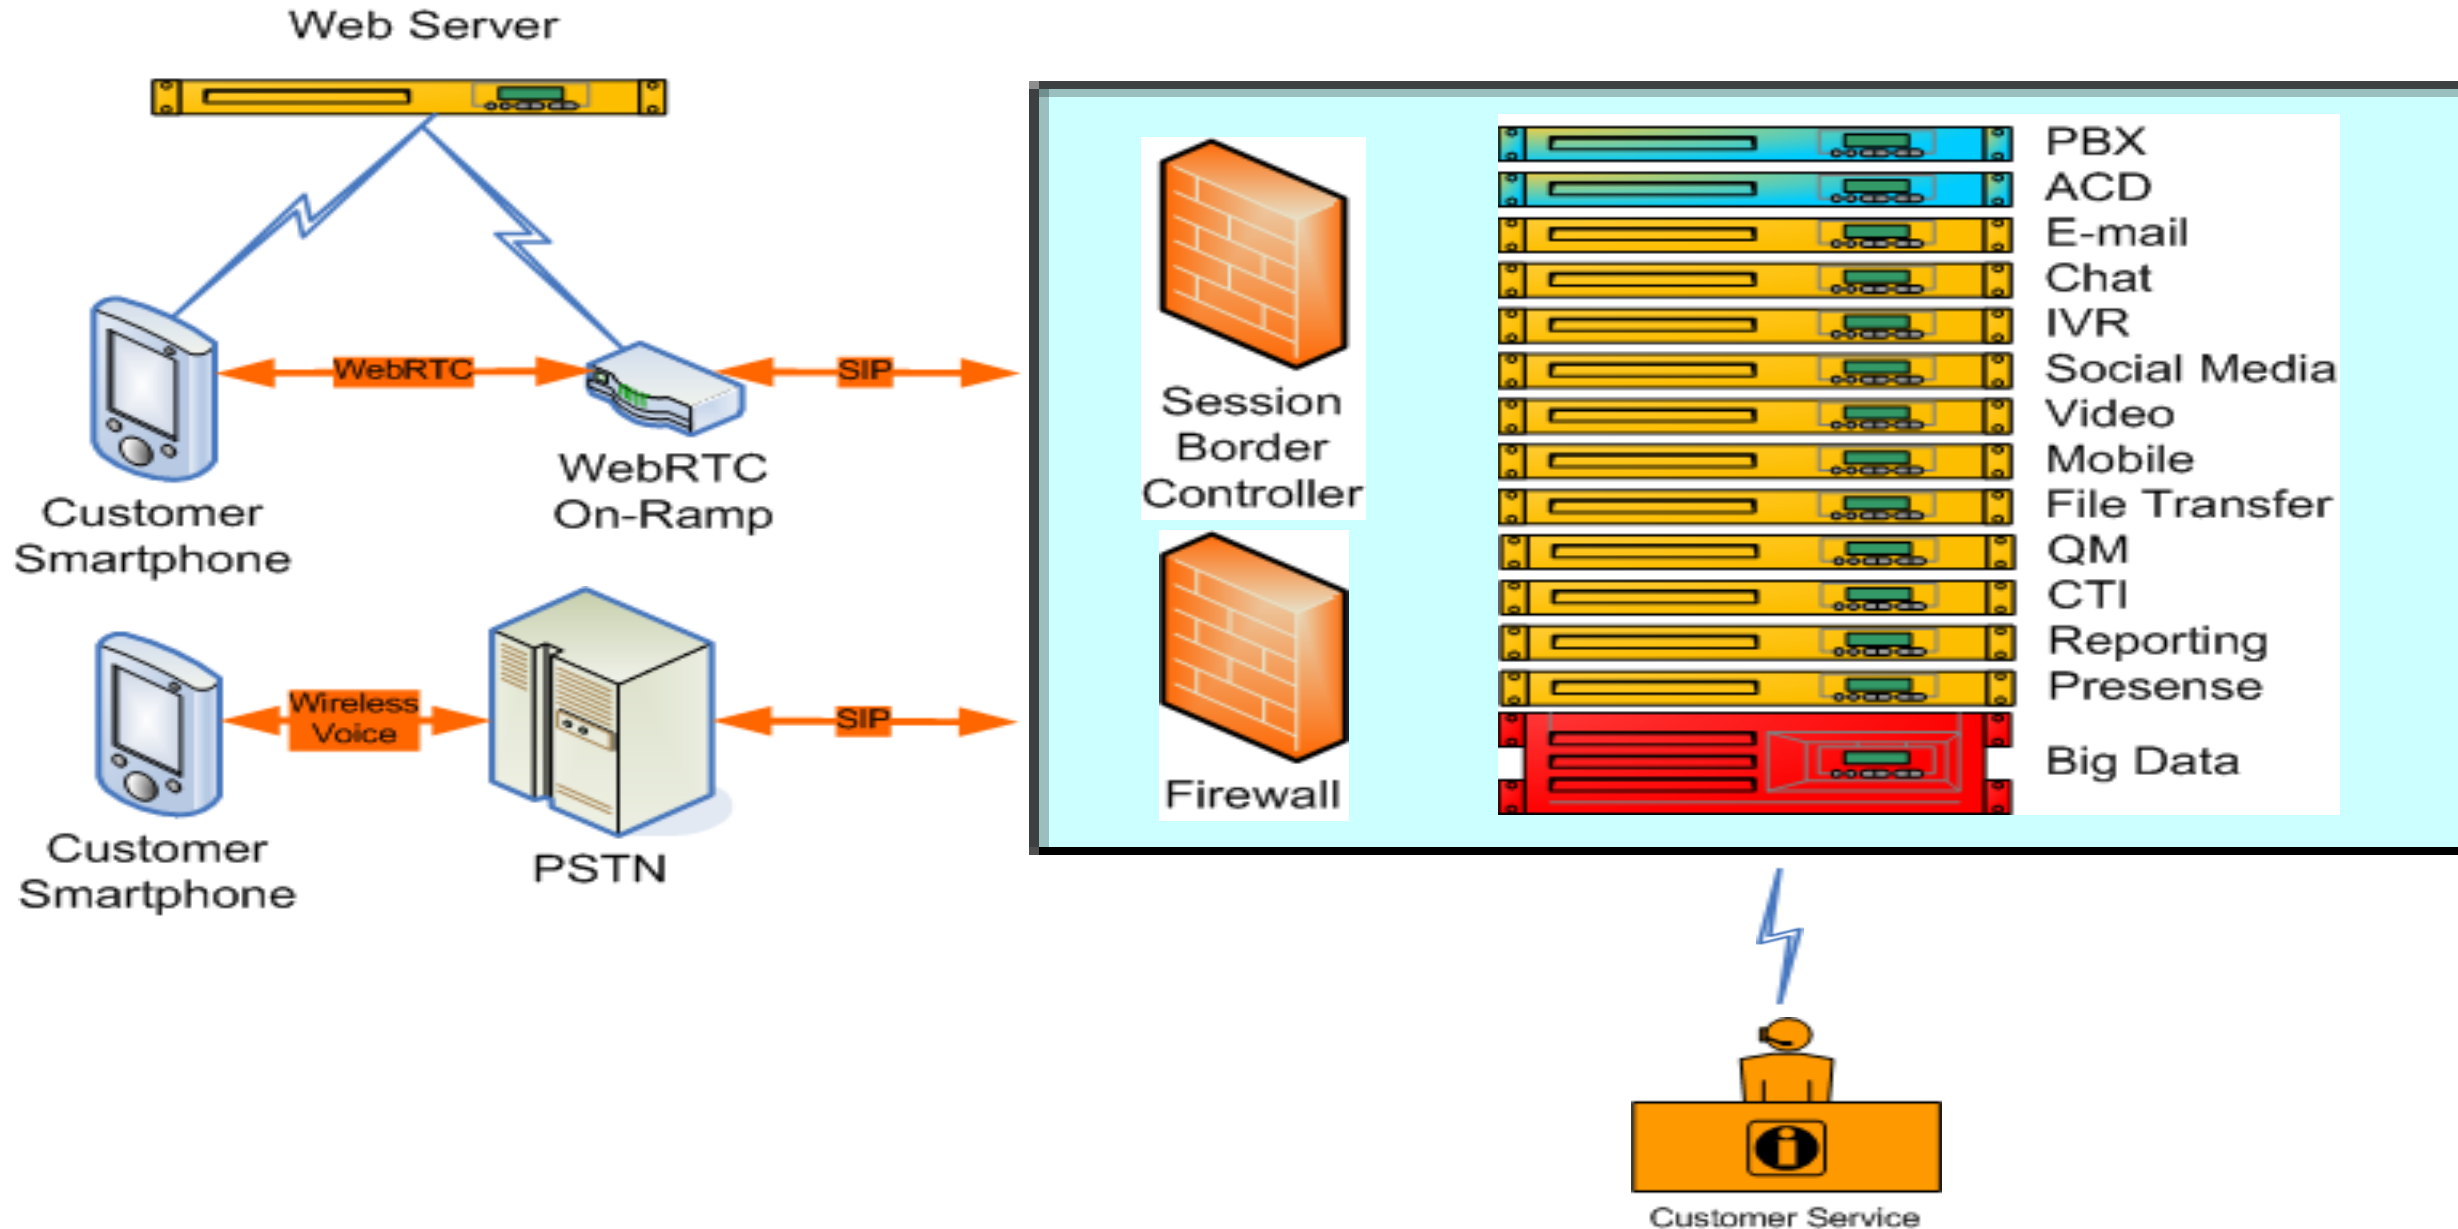 Web Server
WebRTC
SIP
WebRTC
On-Ramp
Customer
Smartphone
Wireless
Voice
SIP
PSTN
Customer
Smartphone
Session
Border
Controller
Firewall
PBX
ACD
E-mail
Chat
IVR
Social Media
Video
Mobile
File Transfer
QM
CTI
Reporting
Presense
Big Data
Customer Service